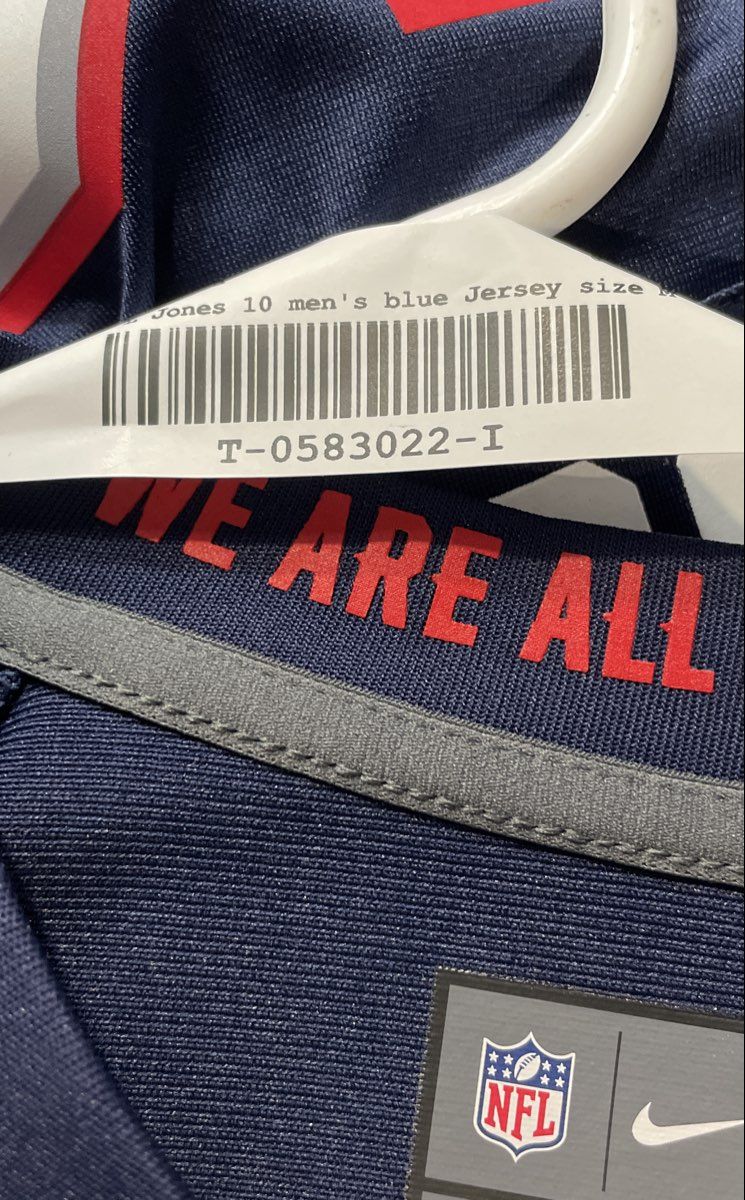 Jones 10 men's blue Jersey size
T-0583022-I
WE ARE ALL
NFL